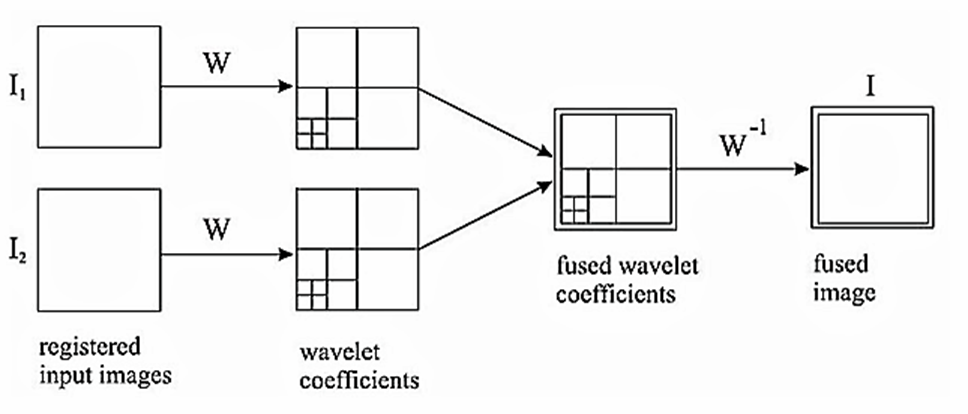 I₁
W
I₂
W
W⁻¹
I
registered
input images
wavelet
coefficients
fused wavelet
coefficients
fused
image